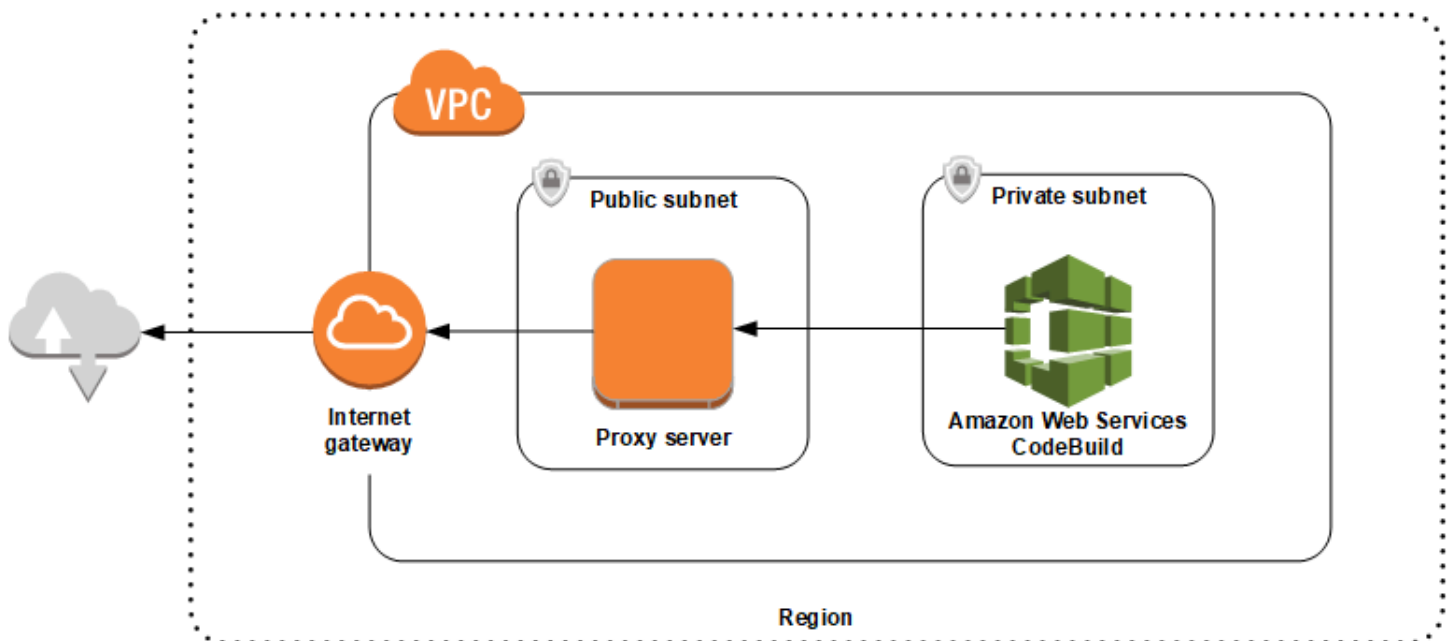 VPC
Public subnet
Private subnet
Internet
gateway
Proxy server
Amazon Web Services
CodeBuild
Region